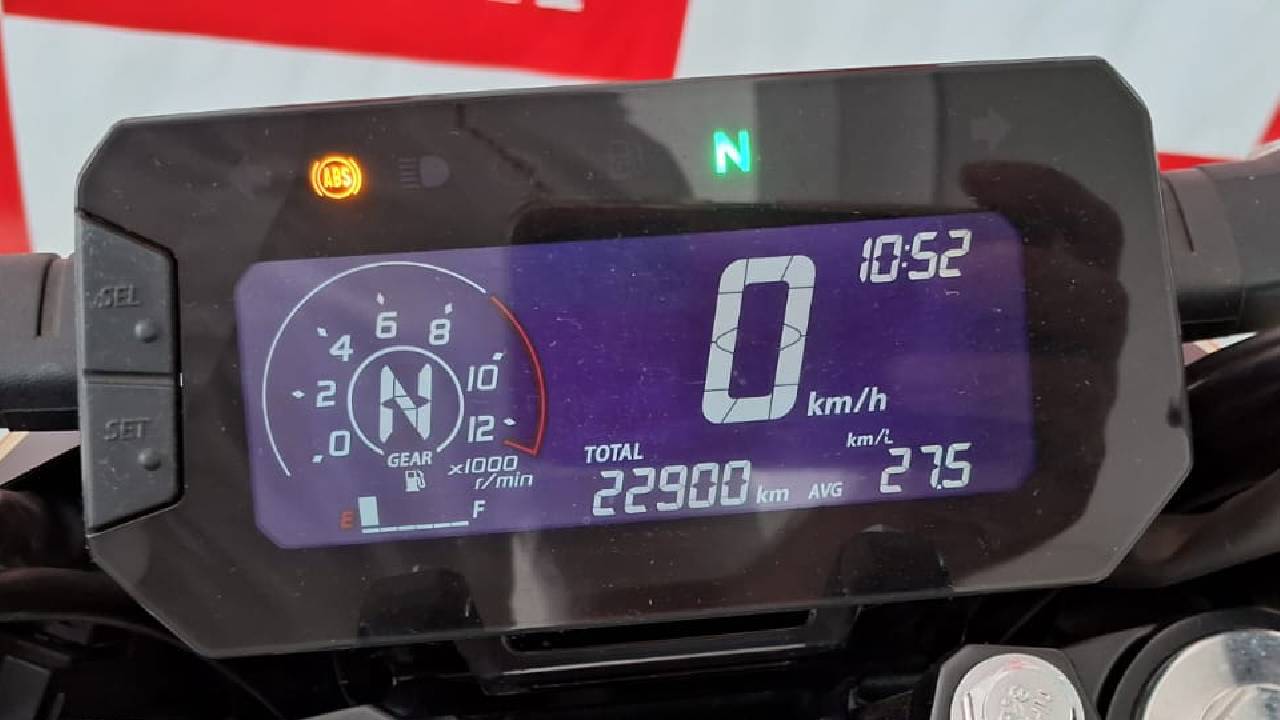 ABS
N
SEL
SET
10:52
0 km/h
0 2 4 6 8 10 12
N
GEAR
x1000
r/min
E F
TOTAL
22900 km
AVG 27.5 km/L